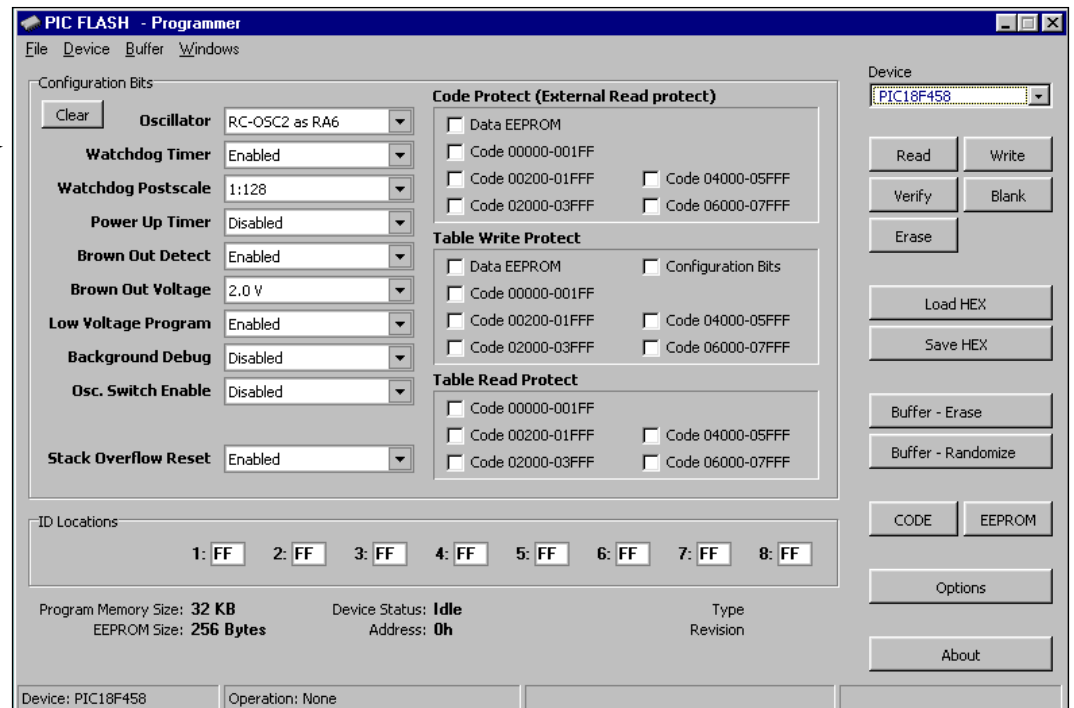 PIC FLASH - Programmer
File Device Buffer Windows
Configuration Bits
Clear
Oscillator RC-OSC2 as RA6
Watchdog Timer Enabled
Watchdog Postscale 1:128
Power Up Timer Disabled
Brown Out Detect Enabled
Brown Out Voltage 2.0 V
Low Voltage Program Enabled
Background Debug Disabled
Osc. Switch Enable Disabled
Stack Overflow Reset Enabled
Code Protect (External Read protect)
Data EEPROM
Code 00000-001FF
Code 00200-01FFF Code 04000-05FFF
Code 02000-03FFF Code 06000-07FFF
Table Write Protect
Data EEPROM Configuration Bits
Code 00000-001FF
Code 00200-01FFF Code 04000-05FFF
Code 02000-03FFF Code 06000-07FFF
Table Read Protect
Code 00000-001FF
Code 00200-01FFF Code 04000-05FFF
Code 02000-03FFF Code 06000-07FFF
ID Locations
1: FF 2: FF 3: FF 4: FF 5: FF 6: FF 7: FF 8: FF
Program Memory Size: 32 KB Device Status: Idle Type
EEPROM Size: 256 Bytes Address: 0h Revision
Device
PIC18F458
Read Write
Verify Blank
Erase
Load HEX
Save HEX
Buffer - Erase
Buffer - Randomize
CODE EEPROM
Options
About
Device: PIC18F458 Operation: None